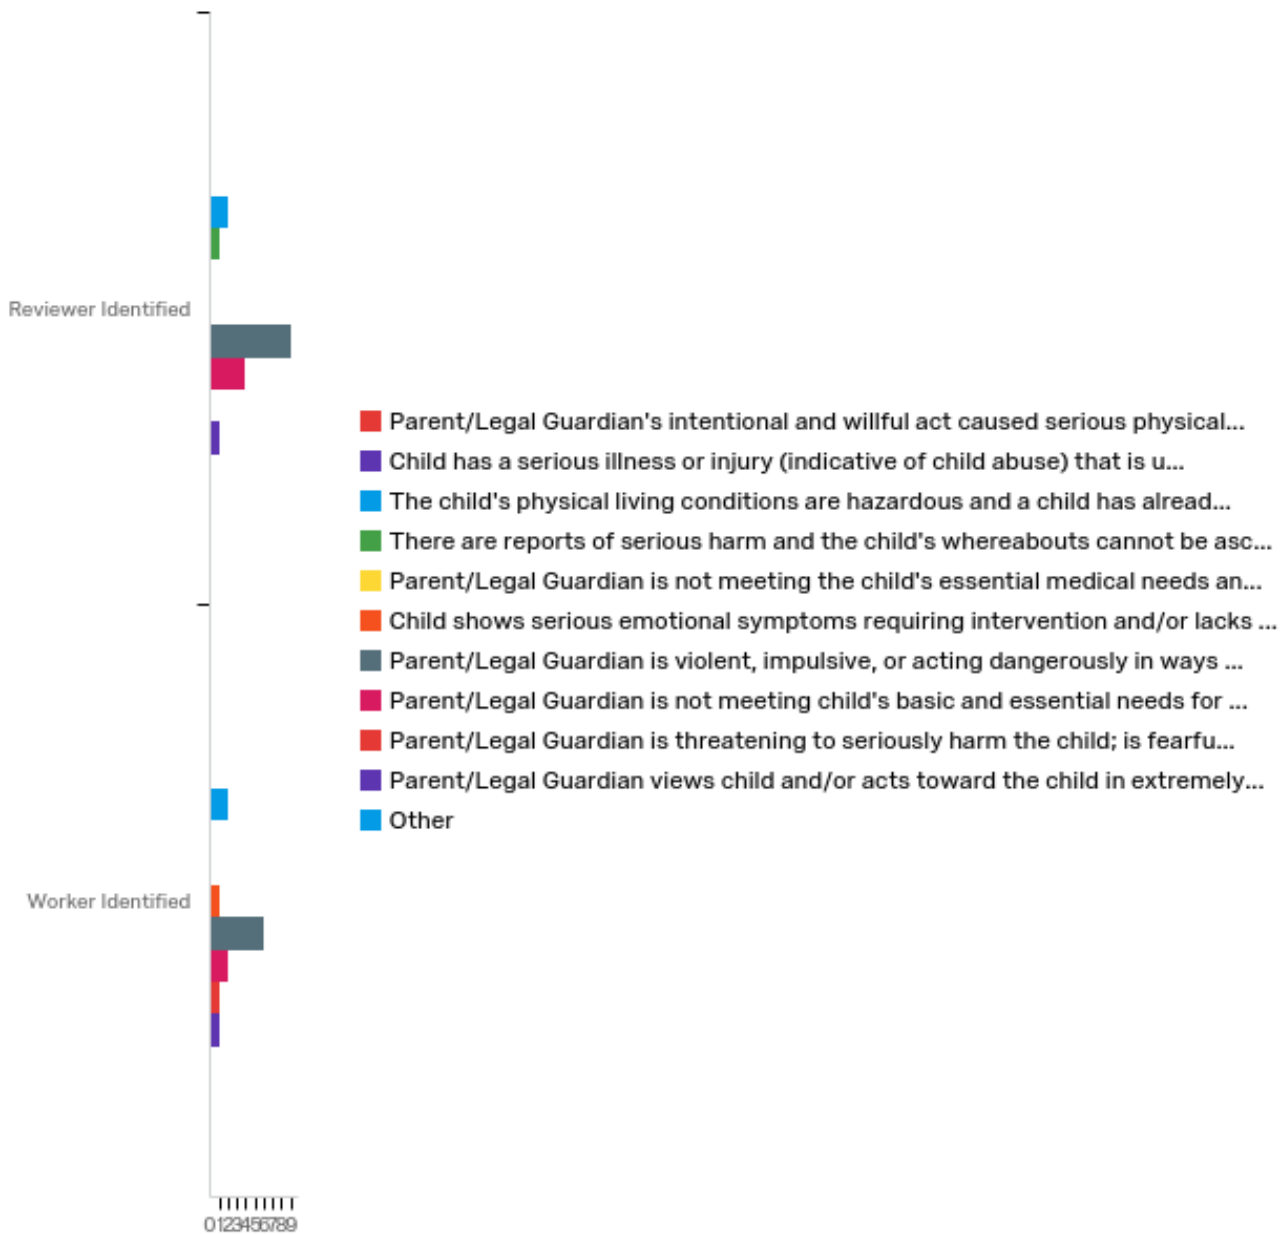 Reviewer Identified
Parent/Legal Guardian's intentional and willful act caused serious physical...
Child has a serious illness or injury (indicative of child abuse) that is u...
The child's physical living conditions are hazardous and a child has alread...
There are reports of serious harm and the child's whereabouts cannot be asc...
Parent/Legal Guardian is not meeting the child's essential medical needs an...
Child shows serious emotional symptoms requiring intervention and/or lacks ...
Parent/Legal Guardian is violent, impulsive, or acting dangerously in ways ...
Parent/Legal Guardian is not meeting child's basic and essential needs for ...
Parent/Legal Guardian is threatening to seriously harm the child; is fearfu...
Parent/Legal Guardian views child and/or acts toward the child in extremely...
Other
Worker Identified
0123456789